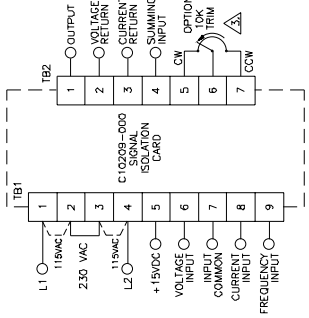 OUTPUT
VOLTAGE
RETURN
CURRENT
RETURN
SUMMING
INPUT
OPTION
10K
TRIM
3.
CW
CCW
TB2
1
2
3
4
5
6
7
C10209-000
SIGNAL
ISOLATION
CARD
TB1
1
2
3
4
5
6
7
8
9
L1
115VAC
230 VAC
115VAC
L2
+15VDC
VOLTAGE
INPUT
INPUT
COMMON
CURRENT
INPUT
FREQUENCY
INPUT